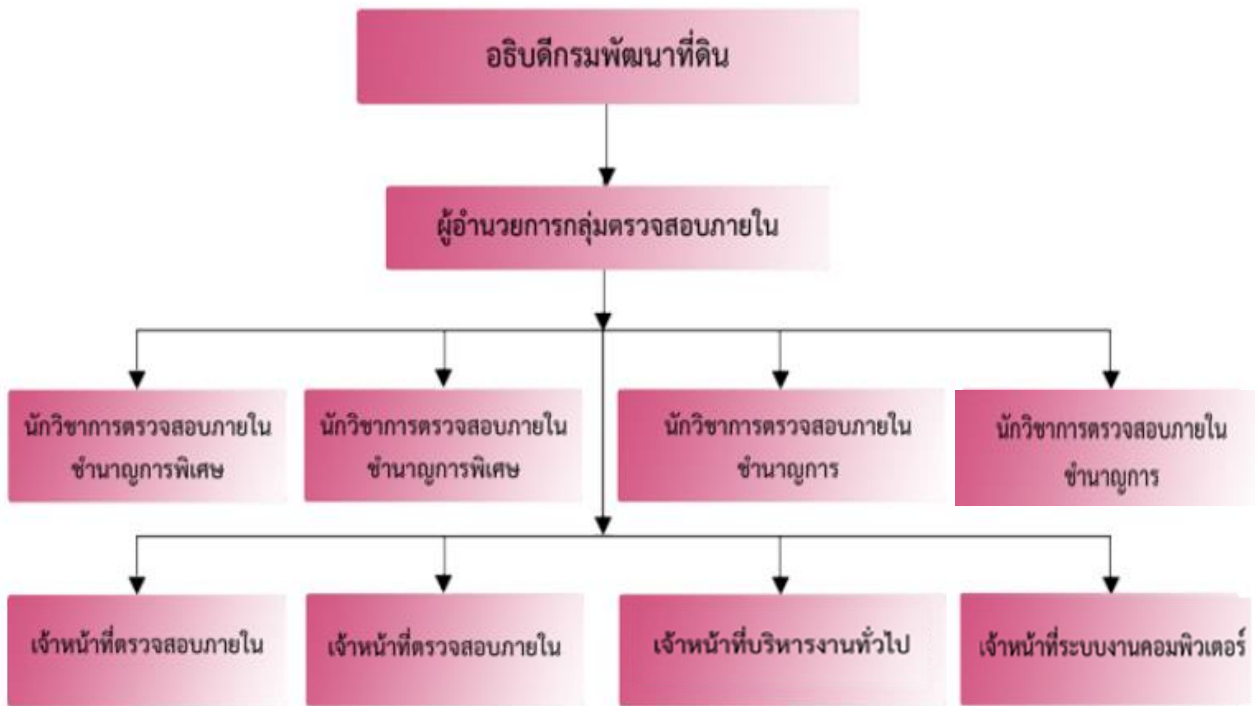 อธิบดีกรมพัฒนาที่ดิน
ผู้อำนวยการกลุ่มตรวจสอบภายใน
นักวิชาการตรวจสอบภายใน
ชำนาญการพิเศษ
นักวิชาการตรวจสอบภายใน
ชำนาญการพิเศษ
นักวิชาการตรวจสอบภายใน
ชำนาญการ
นักวิชาการตรวจสอบภายใน
ชำนาญการ
เจ้าหน้าที่ตรวจสอบภายใน
เจ้าหน้าที่ตรวจสอบภายใน
เจ้าหน้าที่บริหารงานทั่วไป
เจ้าหน้าที่ระบบงานคอมพิวเตอร์